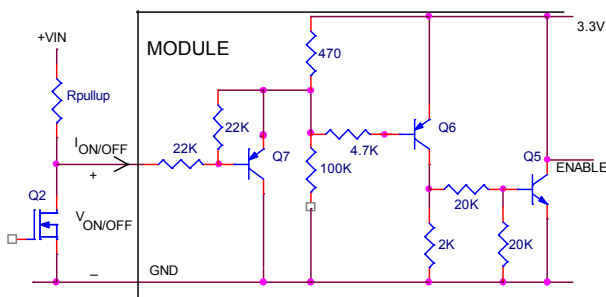 3.3V
+VIN
MODULE
470
Rpullup
I ON/OFF
22K
22K
Q7
4.7K
Q6
Q5
ENABLE
+
100K
Q2
V ON/OFF
20K
2K
20K
–
GND